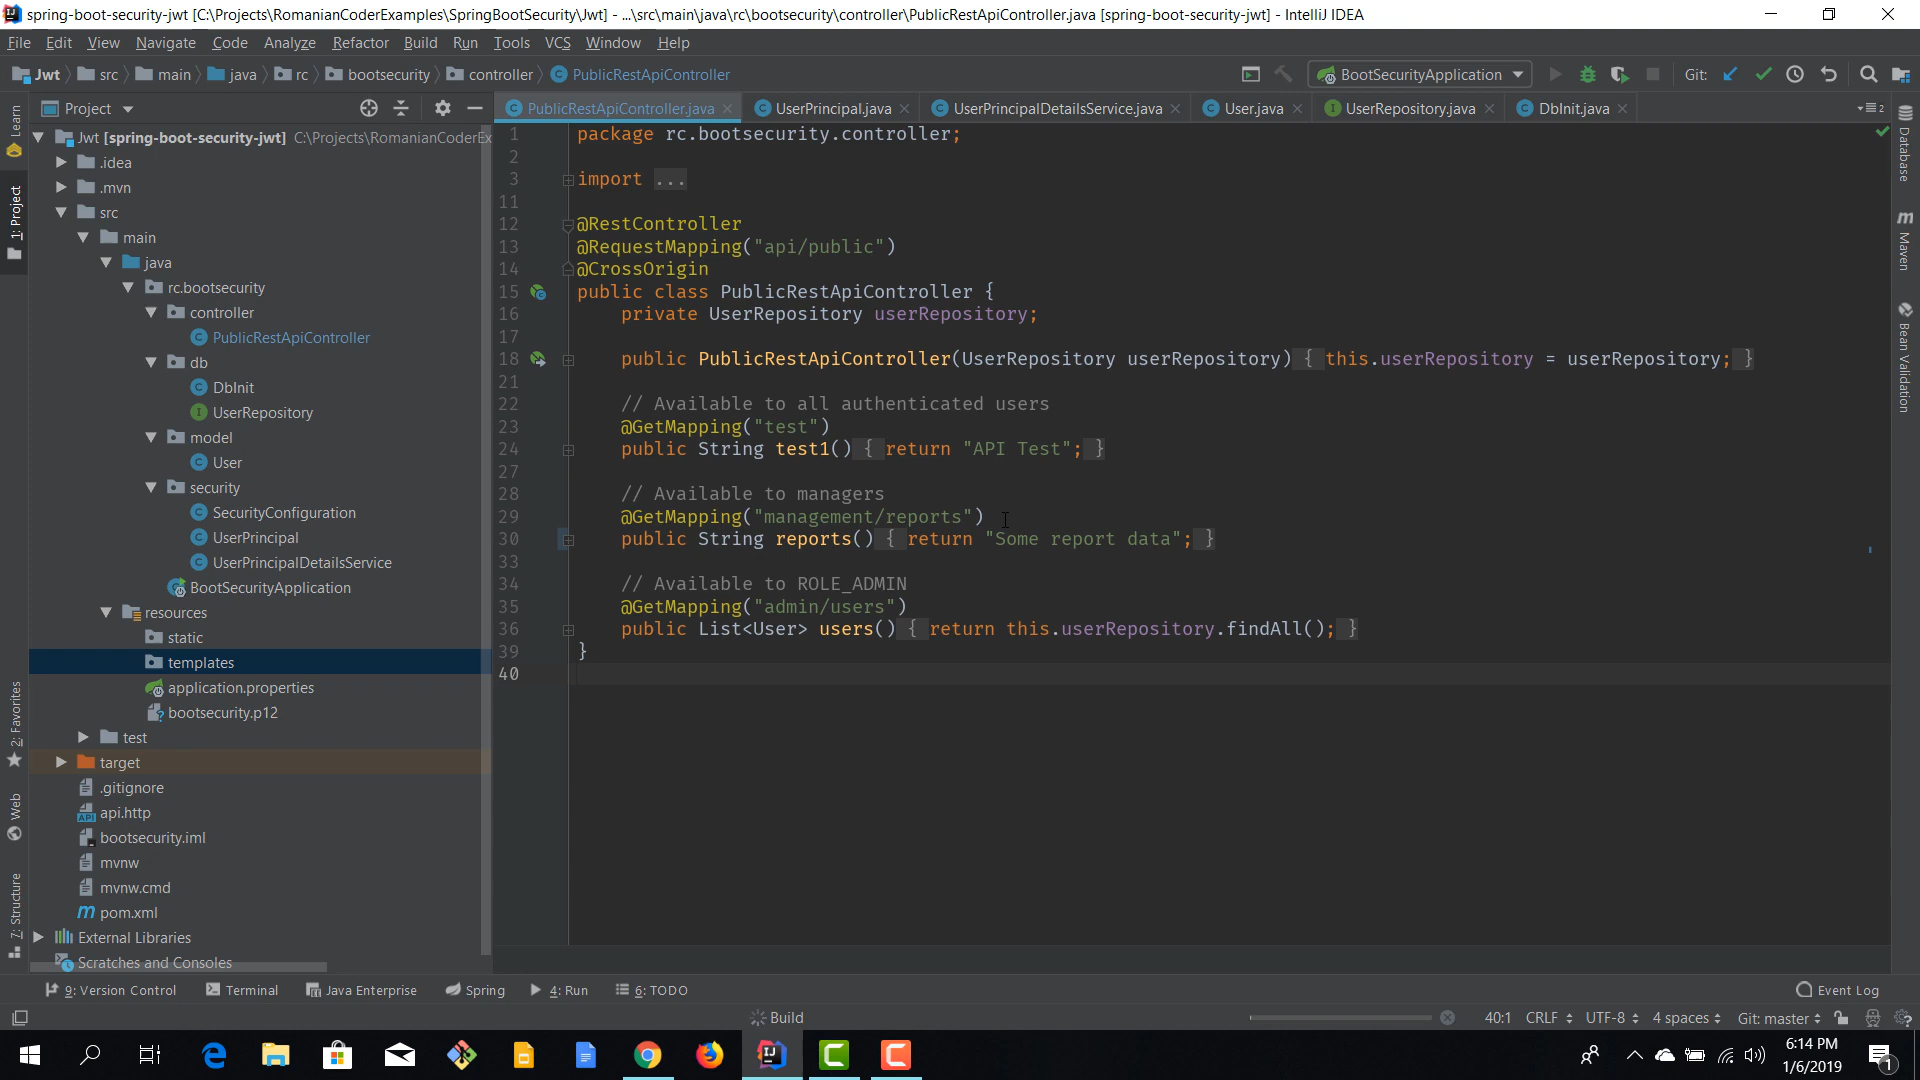 spring-boot-security-jwt [C:\Projects\RomanianCoderExamples\SpringBootSecurity\Jwt] - ...\src\main\java\rc\bootsecurity\controller\PublicRestApiController.java [spring-boot-security-jwt] - IntelliJ IDEA
File Edit View Navigate Code Analyze Refactor Build Run Tools VCS Window Help
Jwt src main java rc bootsecurity controller PublicRestApiController BootSecurityApplication Git:
Project PublicRestApiController.java UserPrincipal.java UserPrincipalDetailsService.java User.java UserRepository.java DbInit.java 2
Learn
1: Project
2: Favorites
Web
7: Structure
Jwt [spring-boot-security-jwt] C:\Projects\RomanianCoderEx
.idea
.mvn
src
main
java
rc.bootsecurity
controller
PublicRestApiController
db
DbInit
UserRepository
model
User
security
SecurityConfiguration
UserPrincipal
UserPrincipalDetailsService
BootSecurityApplication
resources
static
templates
application.properties
bootsecurity.p12
test
target
.gitignore
API
api.http
bootsecurity.iml
mvnw
mvnw.cmd
pom.xml
External Libraries
Scratches and Consoles
1 package rc.bootsecurity.controller;
2
3 import ...
11
12 @RestController
13 @RequestMapping("api/public")
14 @CrossOrigin
15 public class PublicRestApiController {
16 private UserRepository userRepository;
17
18 public PublicRestApiController(UserRepository userRepository) { this.userRepository = userRepository; }
21
22 // Available to all authenticated users
23 @GetMapping("test")
24 public String test1() { return "API Test"; }
27
28 // Available to managers
29 @GetMapping("management/reports")
30 public String reports() { return "Some report data"; }
33
34 // Available to ROLE_ADMIN
35 @GetMapping("admin/users")
36 public List<User> users() { return this.userRepository.findAll(); }
39 }
40
Database
Maven
Bean Validation
9: Version Control Terminal Java Enterprise Spring 4: Run 6: TODO Event Log
Build 40:1 CRLF UTF-8 4 spaces Git: master
6:14 PM
1/6/2019
1